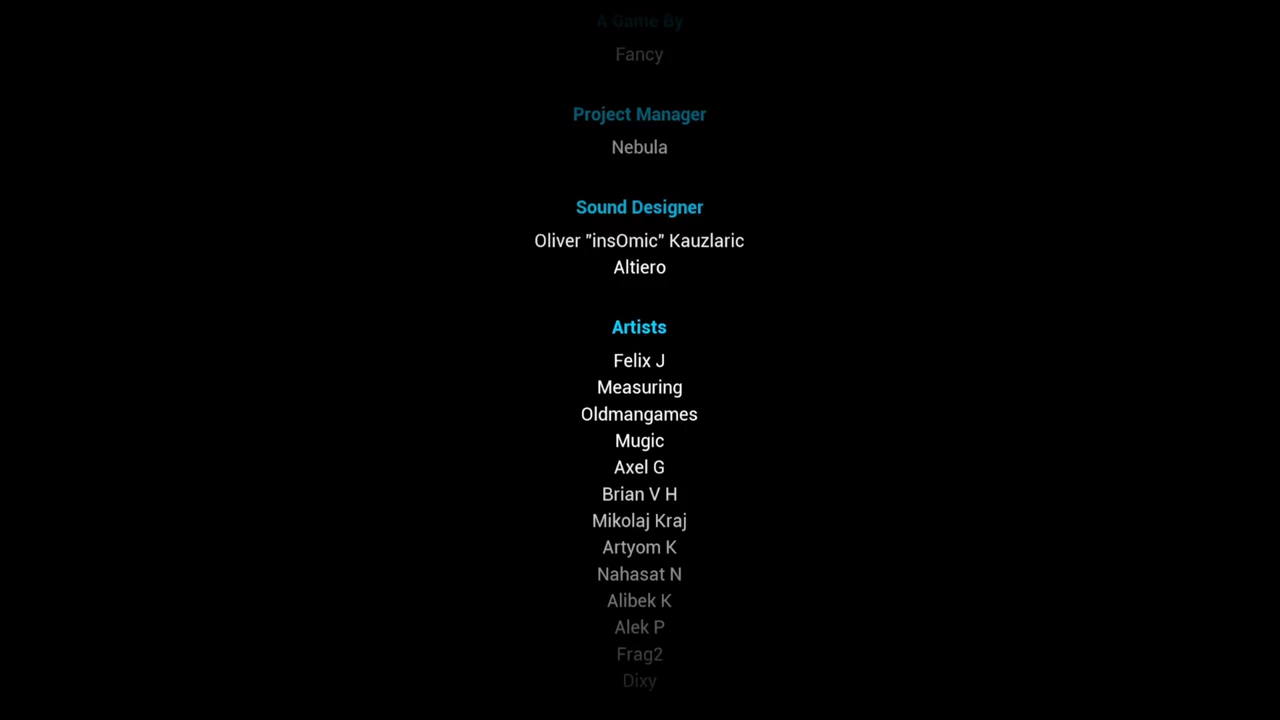 A Game By
Fancy
Project Manager
Nebula
Sound Designer
Oliver "insOmic" Kauzlaric
Altiero
Artists
Felix J
Measuring
Oldmangames
Mugic
Axel G
Brian V H
Mikolaj Kraj
Artyom K
Nahasat N
Alibek K
Alek P
Frag2
Dixy